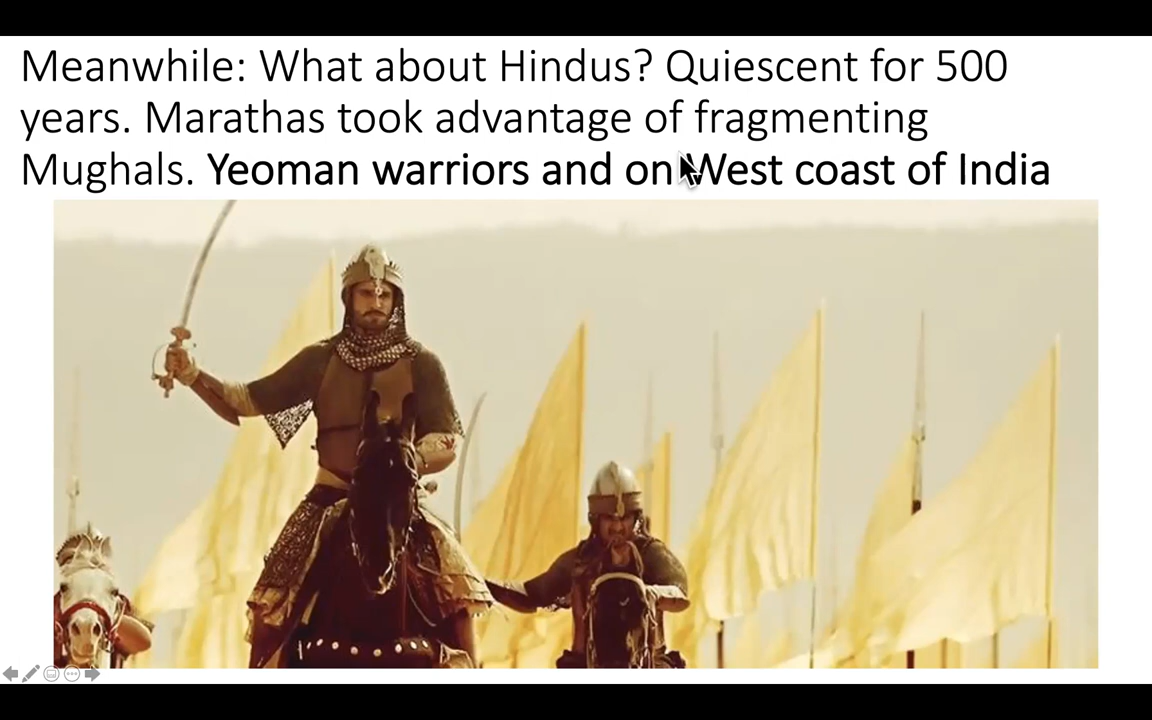 Meanwhile: What about Hindus? Quiescent for 500
years. Marathas took advantage of fragmenting
Mughals. Yeoman warriors and on West coast of India